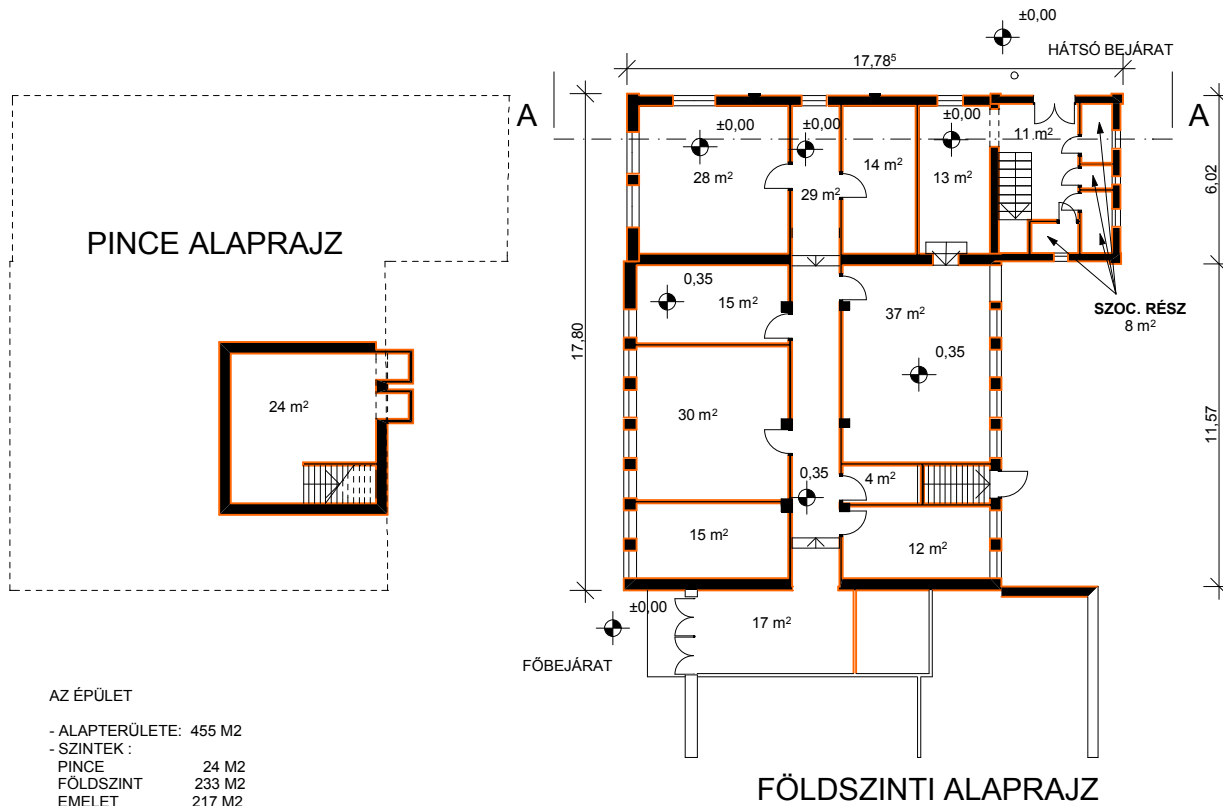 ±0,00
HÁTSÓ BEJÁRAT
17,78⁵
A
A
±0,00
±0,00
±0,00
11 m²
14 m²
28 m²
29 m²
13 m²
6,02
PINCE ALAPRAJZ
0,35
15 m²
37 m²
SZOC. RÉSZ
8 m²
17,80
0,35
24 m²
30 m²
11,57
0,35
4 m²
15 m²
12 m²
±0,00
17 m²
FŐBEJÁRAT
AZ ÉPÜLET
- ALAPTERÜLETE: 455 M2
- SZINTEK :
PINCE 24 M2
FÖLDSZINT 233 M2
EMELET 217 M2
FÖLDSZINTI ALAPRAJZ